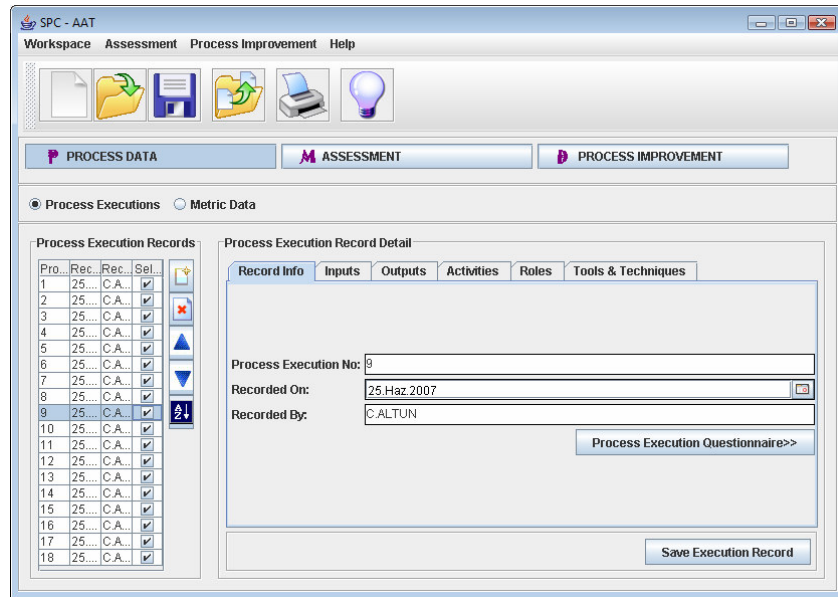 SPC - AAT
Workspace Assessment Process Improvement Help
P PROCESS DATA M ASSESSMENT PROCESS IMPROVEMENT
Process Executions Metric Data
Process Execution Records Process Execution Record Detail
Record Info Inputs Outputs Activities Roles Tools & Techniques
Pro... Rec... Rec... Sel...
1 25.... C.A...
2 25.... C.A...
3 25.... C.A...
4 25.... C.A...
5 25.... C.A...
6 25.... C.A...
7 25.... C.A...
8 25.... C.A...
9 25.... C.A...
10 25.... C.A...
11 25.... C.A...
12 25.... C.A...
13 25.... C.A...
14 25.... C.A...
15 25.... C.A...
16 25.... C.A...
17 25.... C.A...
18 25.... C.A...
A
Z
Process Execution No: 9
Recorded On: 25.Haz.2007
Recorded By: C.ALTUN
Process Execution Questionnaire>>
Save Execution Record